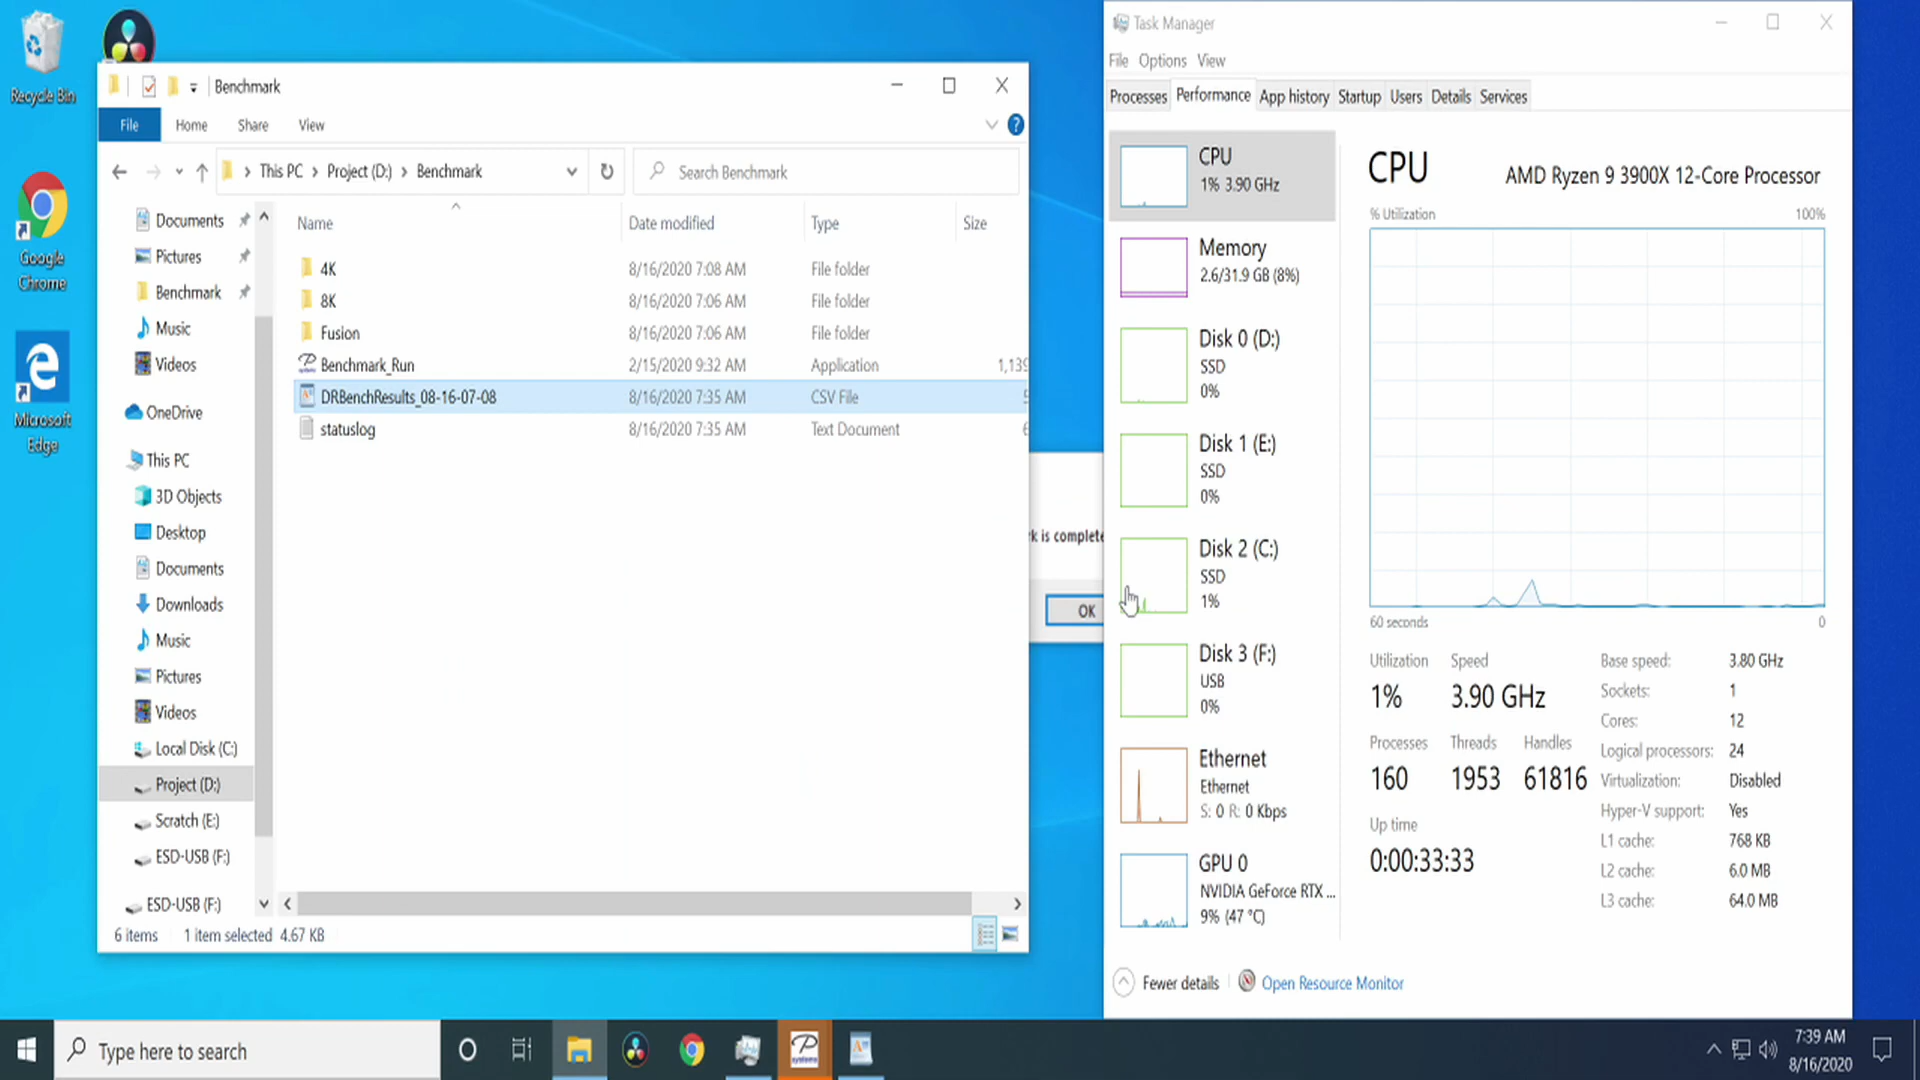 Recycle Bin
Google
Chrome
Microsoft
Edge
Benchmark
File
Home
Share
View
?
This PC
Project (D:)
Benchmark
Search Benchmark
Documents
Pictures
Benchmark
Music
Videos
OneDrive
This PC
3D Objects
Desktop
Documents
Downloads
Music
Pictures
Videos
Local Disk (C:)
Project (D:)
Scratch (E:)
ESD-USB (F:)
ESD-USB (F:)
Name Date modified Type Size
4K 8/16/2020 7:08 AM File folder
8K 8/16/2020 7:06 AM File folder
Fusion 8/16/2020 7:06 AM File folder
Benchmark_Run 2/15/2020 9:32 AM Application 1,139
DRBenchResults_08-16-07-08 8/16/2020 7:35 AM CSV File
statuslog 8/16/2020 7:35 AM Text Document
6 items 1 item selected 4.67 KB
k is complete
OK
Task Manager
File Options View
Processes Performance App history Startup Users Details Services
CPU
1% 3.90 GHz
Memory
2.6/31.9 GB (8%)
Disk 0 (D:)
SSD
0%
Disk 1 (E:)
SSD
0%
Disk 2 (C:)
SSD
1%
Disk 3 (F:)
USB
0%
Ethernet
Ethernet
S: 0 R: 0 Kbps
GPU 0
NVIDIA GeForce RTX ...
9% (47 °C)
CPU AMD Ryzen 9 3900X 12-Core Processor
% Utilization 100%
60 seconds 0
Utilization Speed
1% 3.90 GHz
Processes Threads Handles
160 1953 61816
Up time
0:00:33:33
Base speed: 3.80 GHz
Sockets: 1
Cores: 12
Logical processors: 24
Virtualization: Disabled
Hyper-V support: Yes
L1 cache: 768 KB
L2 cache: 6.0 MB
L3 cache: 64.0 MB
Fewer details Open Resource Monitor
Type here to search
P
systems
7:39 AM
8/16/2020